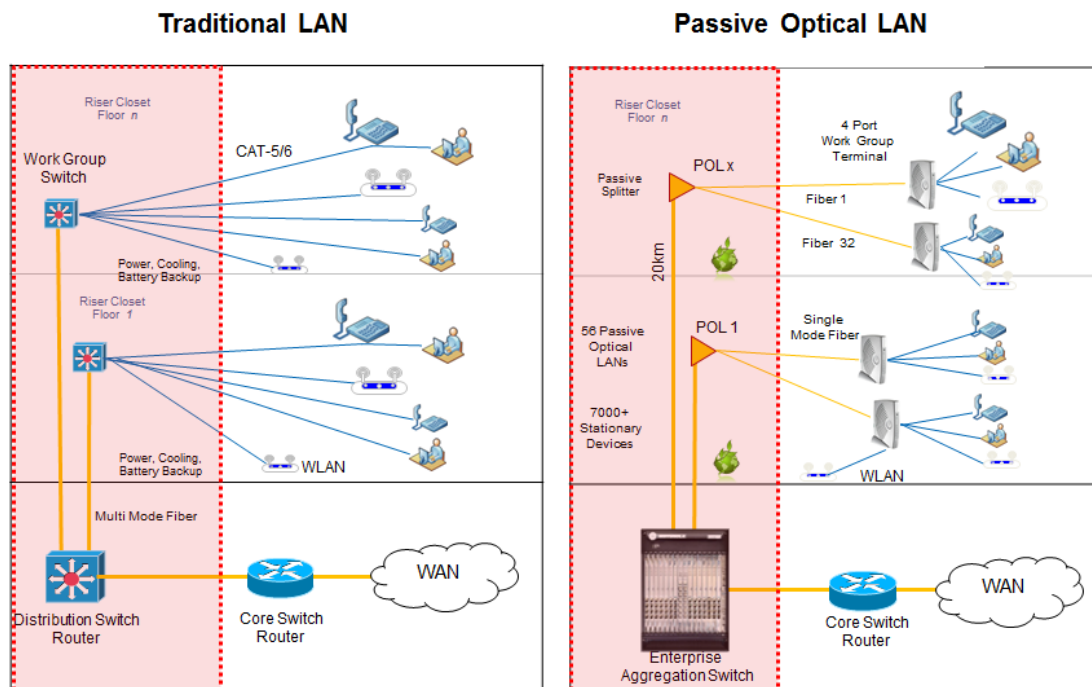 Traditional LAN
Riser Closet
Floor n
Work Group
Switch
CAT-5/6
Power, Cooling,
Battery Backup
Riser Closet
Floor 1
Power, Cooling,
Battery Backup
WLAN
Multi Mode Fiber
Distribution Switch
Router
Core Switch
Router
WAN
Passive Optical LAN
Riser Closet
Floor n
Passive
Splitter
POL x
4 Port
Work Group
Terminal
Fiber 1
Fiber 32
20km
56 Passive
Optical
LANs
POL 1
Single
Mode Fiber
7000+
Stationary
Devices
WLAN
Enterprise
Aggregation Switch
Core Switch
Router
WAN